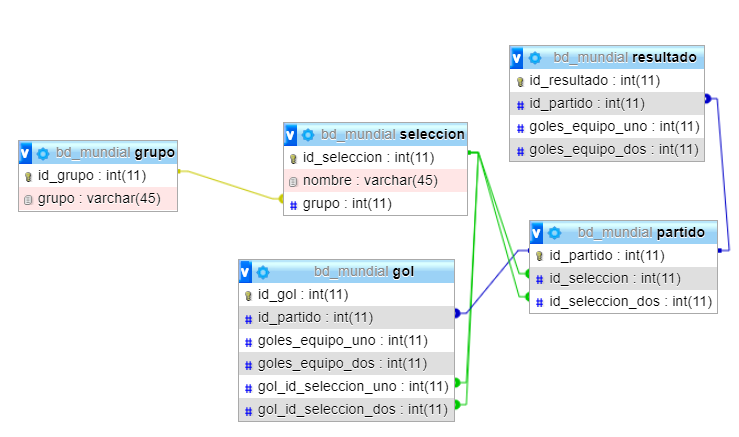 bd_mundial resultado
id_resultado : int(11)
id_partido : int(11)
goles_equipo_uno : int(11)
goles_equipo_dos : int(11)
bd_mundial grupo
id_grupo : int(11)
grupo : varchar(45)
bd_mundial seleccion
id_seleccion : int(11)
nombre : varchar(45)
grupo : int(11)
bd_mundial partido
id_partido : int(11)
id_seleccion : int(11)
id_seleccion_dos : int(11)
bd_mundial gol
id_gol : int(11)
id_partido : int(11)
goles_equipo_uno : int(11)
goles_equipo_dos : int(11)
gol_id_seleccion_uno : int(11)
gol_id_seleccion_dos : int(11)